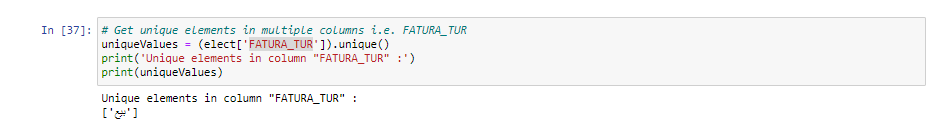 In [37]: # Get unique elements in multiple columns i.e. FATURA_TUR
uniqueValues = (elect['FATURA_TUR']).unique()
print('Unique elements in column "FATURA_TUR" :')
print(uniqueValues)
Unique elements in column "FATURA_TUR" :
['بيع']